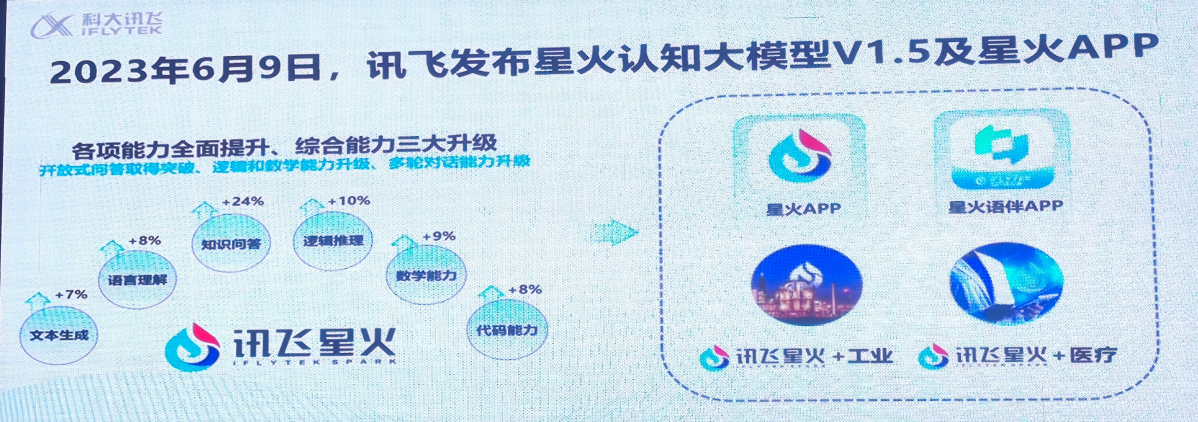 科大讯飞
iFLYTEK
2023年6月9日，讯飞发布星火认知大模型V1.5及星火APP
各项能力全面提升、综合能力三大升级
开放式问答取得突破、逻辑和数学能力升级、多轮对话能力升级
+7%
文本生成
+8%
语言理解
+24%
知识问答
+10%
逻辑推理
+9%
数学能力
+8%
代码能力
讯飞星火
IFLYTEK SPARK
星火APP
IFLYTEK
SPARK
星火语伴APP
讯飞星火+工业
IFLYTEK SPARK
讯飞星火+医疗
IFLYTEK SPARK